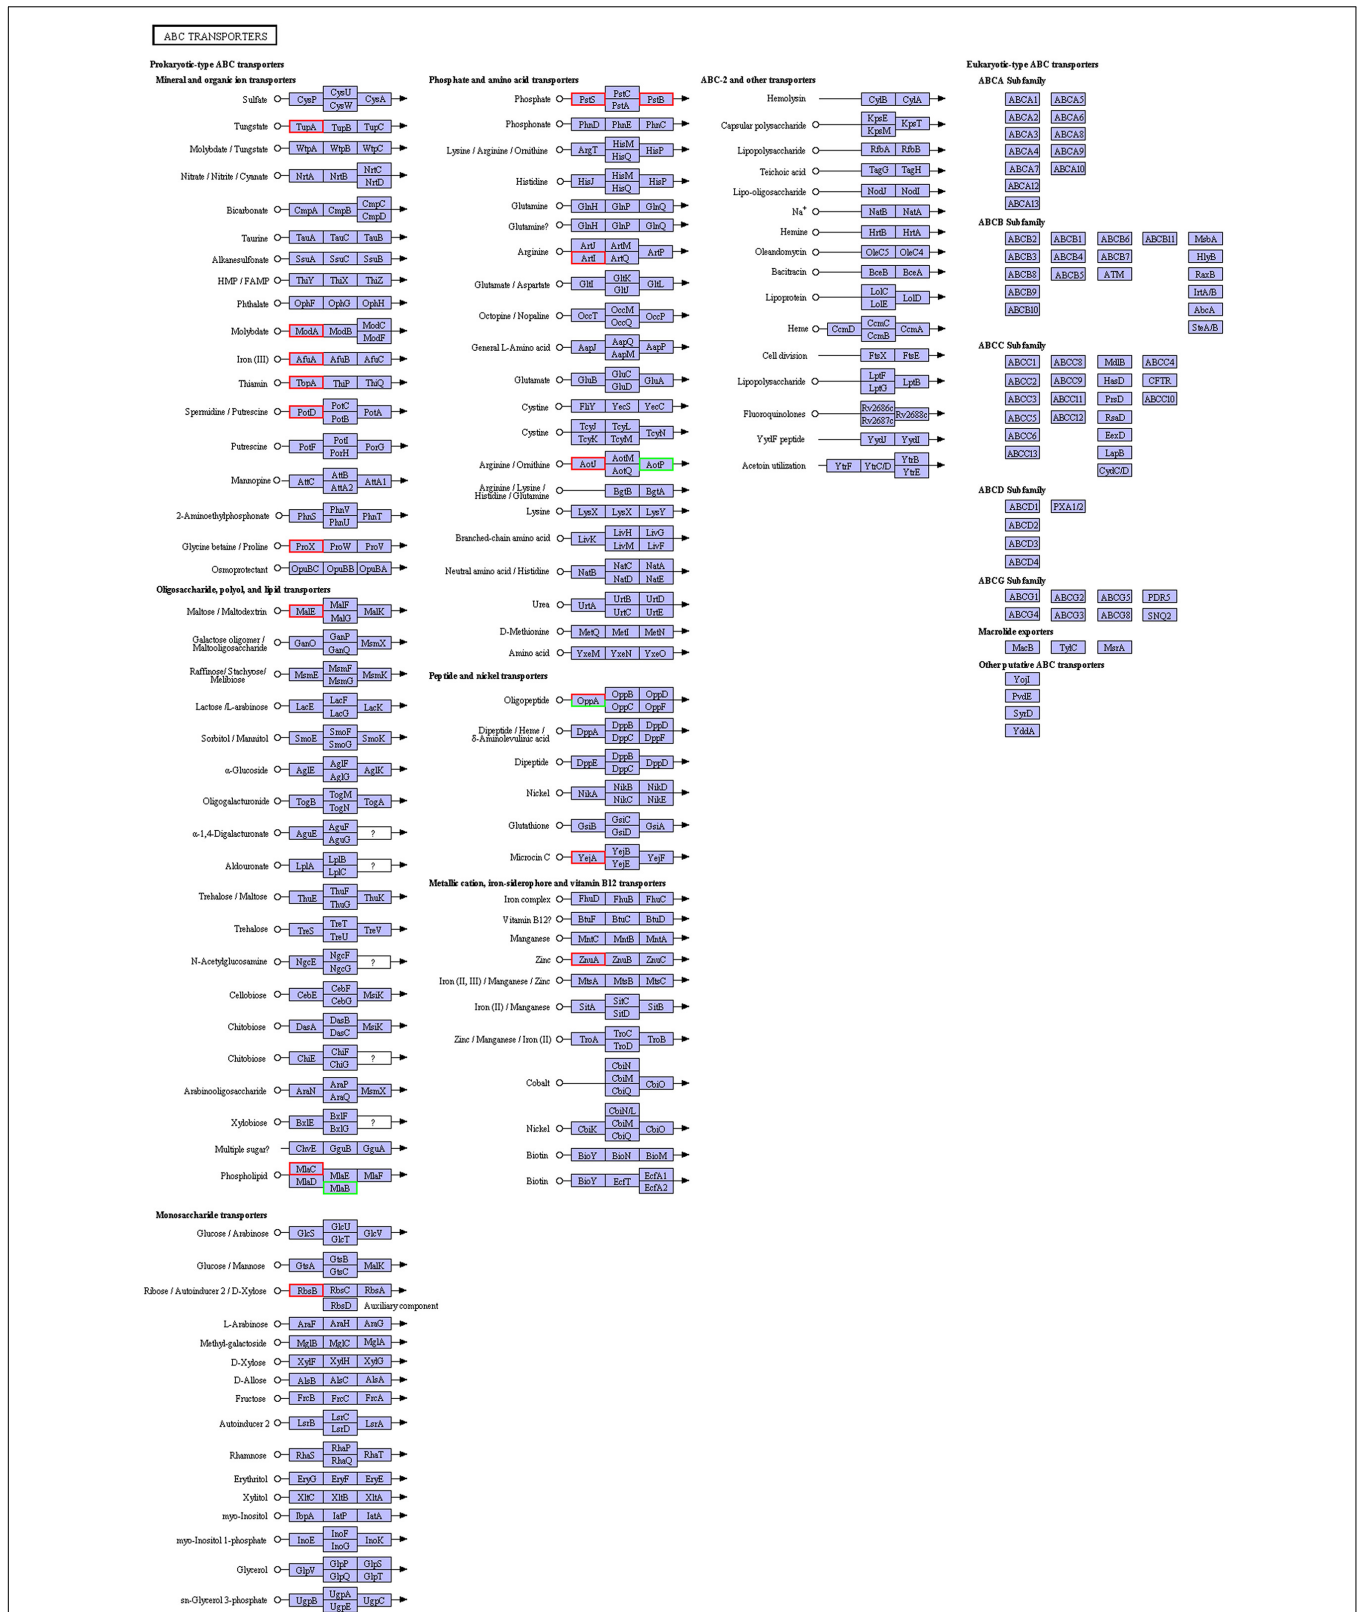 ABC TRANSPORTERS
Prokaryotic-type ABC transporters
Mineral and organic ion transporters
Sulfate CysP CysU CysW CysA
Tungstate TupA TupB TupC
Molybdate / Tungstate WtpA WtpB WtpC
Nitrate / Nitrite / Cyanate NrtA NrtB NrtC NrtD
Bicarbonate CmpA CmpB CmpC CmpD
Taurine TauA TauC TauB
Alkanesulfonate SsuA SsuC SsuB
HMP / FAMP ThiY ThiX ThiZ
Phthalate OphF OphG OphH
Molybdate ModA ModB ModC ModF
Iron (III) AfuA AfuB AfuC
Thiamin TbpA ThiP ThiQ
Spermidine / Putrescine PotD PotC PotB PotA
Putrescine PotF PotI PotH PotG
Mannopine AttC AttB AttA2 AttA1
2-Aminoethylphosphonate PhnS PhnV PhnU PhnT
Glycine betaine / Proline ProX ProW ProV
Osmoprotectant OpuBC OpuBB OpuBA
Oligosaccharide, polyol, and lipid transporters
Maltose / Maltodextrin MalE MalF MalG MalK
Galactose oligomer /
Maltooligosaccharide GanO GanP GanQ MsmX
Raffinose/ Stachyose/
Melibiose MsmE MsmF MsmG MsmK
Lactose /L-arabinose LacE LacF LacG LacK
Sorbitol / Mannitol SmoE SmoF SmoG SmoK
α-Glucoside AglE AglF AglG AglK
Oligogalacturonide TogB TogM TogN TogA
α-1,4-Digalacturonate AguE AguF AguG ?
Aldouronate LplA LplB LplC ?
Trehalose / Maltose ThuE ThuF ThuG ThuK
Trehalose TreS TreT TreU TreV
N-Acetylglucosamine NgcE NgcF NgcG ?
Cellobiose CebE CebF CebG MsiK
Chitobiose DasA DasB DasC MsiK
Chitobiose ChiE ChiF ChiG ?
Arabinooligosaccharide AraN AraP AraQ MsmX
Xylobiose BxlE BxlF BxlG ?
Multiple sugar? ChvE GguB GguA
Phospholipid MlaC MlaD MlaE MlaB MlaF
Monosaccharide transporters
Glucose / Arabinose GlcS GlcU GlcT GlcV
Glucose / Mannose GtsA GtsB GtsC MalK
Ribose / Autoinducer 2 / D-Xylose RbsB RbsC RbsA
RbsD Auxiliary component
L-Arabinose AraF AraH AraG
Methyl-galactoside MglB MglC MglA
D-Xylose XylF XylH XylG
D-Allose AlsB AlsC AlsA
Fructose FrcB FrcC FrcA
Autoinducer 2 LsrB LsrC LsrD LsrA
Rhamnose RhaS RhaP RhaQ RhaT
Erythritol EryG EryF EryE
Xylitol XltC XltB XltA
myo-Inositol IbpA IatP IatA
myo-Inositol 1-phosphate InoE InoF InoG InoK
Glycerol GlpV GlpP GlpQ GlpS GlpT
sn-Glycerol 3-phosphate UgpB UgpA UgpE UgpC
Phosphate and amino acid transporters
Phosphate PstS PstC PstA PstB
Phosphonate PhnD PhnE PhnC
Lysine / Arginine / Ornithine ArgT HisM HisQ HisP
Histidine HisJ HisM HisQ HisP
Glutamine GlnH GlnP GlnQ
Glutamine? GlnH GlnP GlnQ
Arginine ArtJ ArtI ArtM ArtQ ArtP
Glutamate / Aspartate GltI GltK GltJ GltL
Octopine / Nopaline OccT OccM OccQ OccP
General L-Amino acid AapJ AapQ AapM AapP
Glutamate GluB GluC GluD GluA
Cystine FliY YecS YecC
Cystine TcyJ TcyK TcyL TcyM TcyN
Arginine / Ornithine AotJ AotM AotQ AotP
Arginine / Lysine /
Histidine / Glutamine BgtB BgtA
Lysine LysX LysX LysY
Branched-chain amino acid LivK LivH LivM LivG LivF
Neutral amino acid / Histidine NatB NatC NatD NatA NatE
Urea UrtA UrtB UrtC UrtD UrtE
D-Methionine MetQ MetI MetN
Amino acid YxeM YxeN YxeO
Peptide and nickel transporters
Oligopeptide OppA OppB OppC OppD OppF
Dipeptide / Heme /
δ-Aminolevulinic acid DppA DppB DppC DppD DppF
Dipeptide DppE DppB DppC DppD
Nickel NikA NikB NikC NikD NikE
Glutathione GsiB GsiC GsiD GsiA
Microcin C YejA YejB YejE YejF
Metallic cation, iron-siderophore and vitamin B12 transporters
Iron complex FhuD FhuB FhuC
Vitamin B12? BtuF BtuC BtuD
Manganese MntC MntB MntA
Zinc ZnuA ZnuB ZnuC
Iron (II, III) / Manganese / Zinc MtsA MtsB MtsC
Iron (II) / Manganese SitA SitC SitD SitB
Zinc / Manganese / Iron (II) TroA TroC TroD TroB
Cobalt CbiN CbiM CbiQ CbiO
Nickel CbiK CbiN/L CbiM CbiQ CbiO
Biotin BioY BioN BioM
Biotin BioY EcfT EcfA1 EcfA2
ABC-2 and other transporters
Hemolysin CylB CylA
Capsular polysaccharide KpsE KpsM KpsT
Lipopolysaccharide RfbA RfbB
Teichoic acid TagG TagH
Lipo-oligosaccharide NodJ NodI
Na+ NatB NatA
Hemine HrtB HrtA
Oleandomycin OleC5 OleC4
Bacitracin BceB BceA
Lipoprotein LolC LolE LolD
Heme CcmD CcmC CcmB CcmA
Cell division FtsX FtsE
Lipopolysaccharide LptF LptG LptB
Fluoroquinolones Rv2686c Rv2687c Rv2688c
YydF peptide YydJ YydI
Acetoin utilization YtrF YtrC/D YtrB YtrE
Eukaryotic-type ABC transporters
ABCA Subfamily
ABCA1 ABCA5
ABCA2 ABCA6
ABCA3 ABCA8
ABCA4 ABCA9
ABCA7 ABCA10
ABCA12
ABCA13
ABCB Subfamily
ABCB2 ABCB1 ABCB6 ABCB11 MsbA
ABCB3 ABCB4 ABCB7 HlyB
ABCB8 ABCB5 ATM RaxB
ABCB9 IrtA/B
ABCB10 AbcA
SteA/B
ABCC Subfamily
ABCC1 ABCC8 MdlB ABCC4
ABCC2 ABCC9 HasD CFTR
ABCC3 ABCC11 PrsD ABCC10
ABCC5 ABCC12 RsaD
ABCC6 EexD
ABCC13 LapB
CydC/D
ABCD Subfamily
ABCD1 PXA1/2
ABCD2
ABCD3
ABCD4
ABCG Subfamily
ABCG1 ABCG2 ABCG5 PDR5
ABCG4 ABCG3 ABCG8 SNQ2
Macrolide exporters
MacB TylC MsrA
Other putative ABC transporters
YojI
PvdE
SyrD
YddA